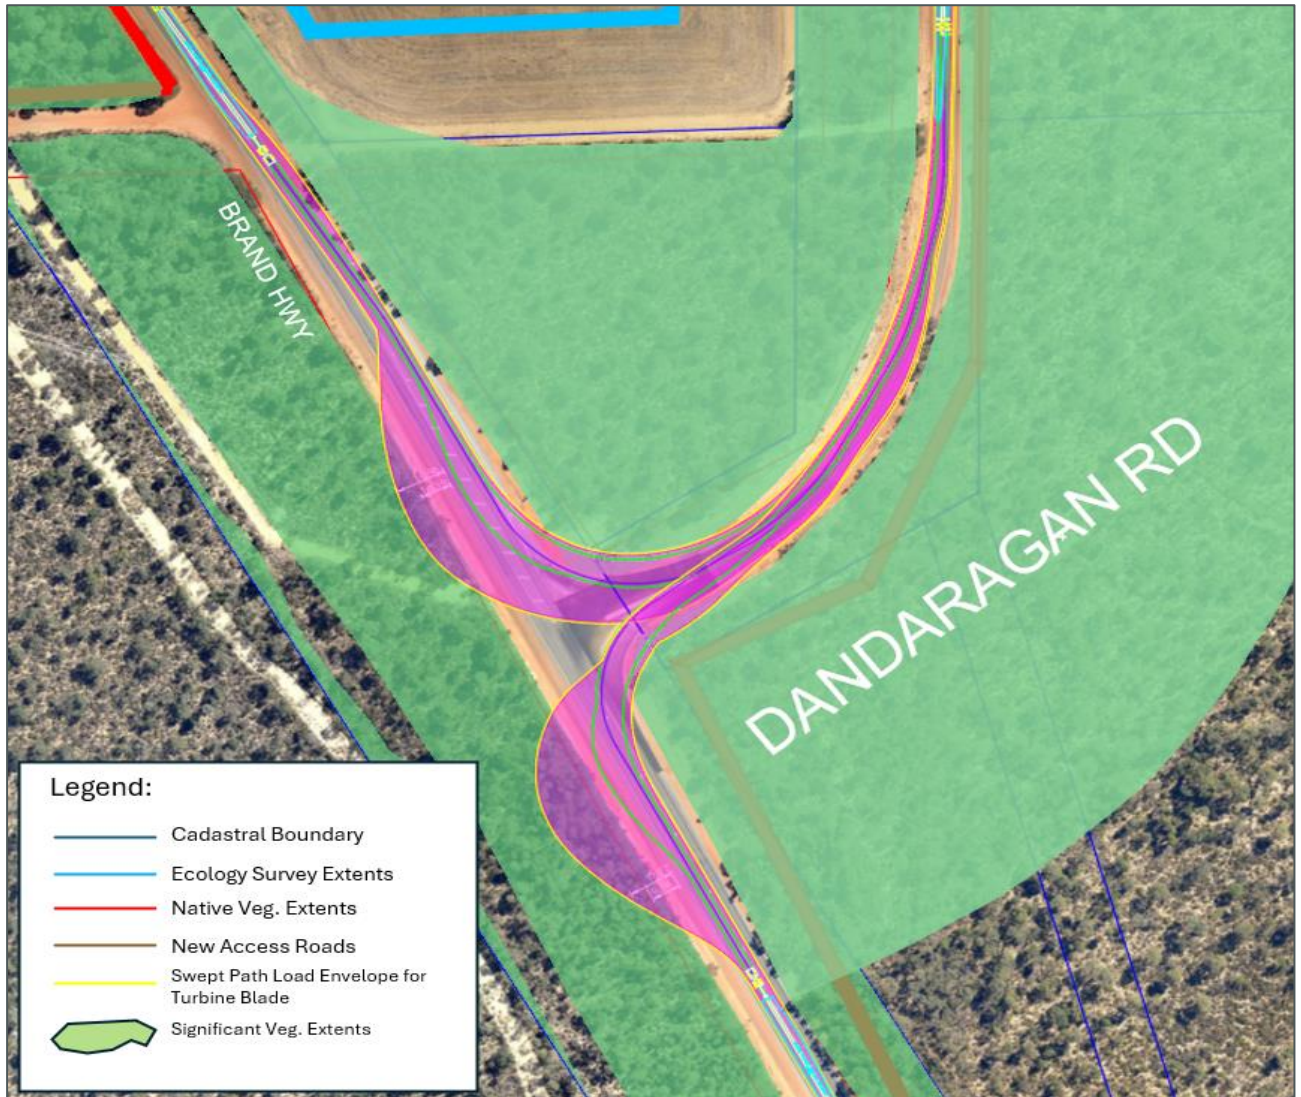 BRAND HWY
DANDARAGAN RD
Legend:
Cadastral Boundary
Ecology Survey Extents
Native Veg. Extents
New Access Roads
Swept Path Load Envelope for
Turbine Blade
Significant Veg. Extents